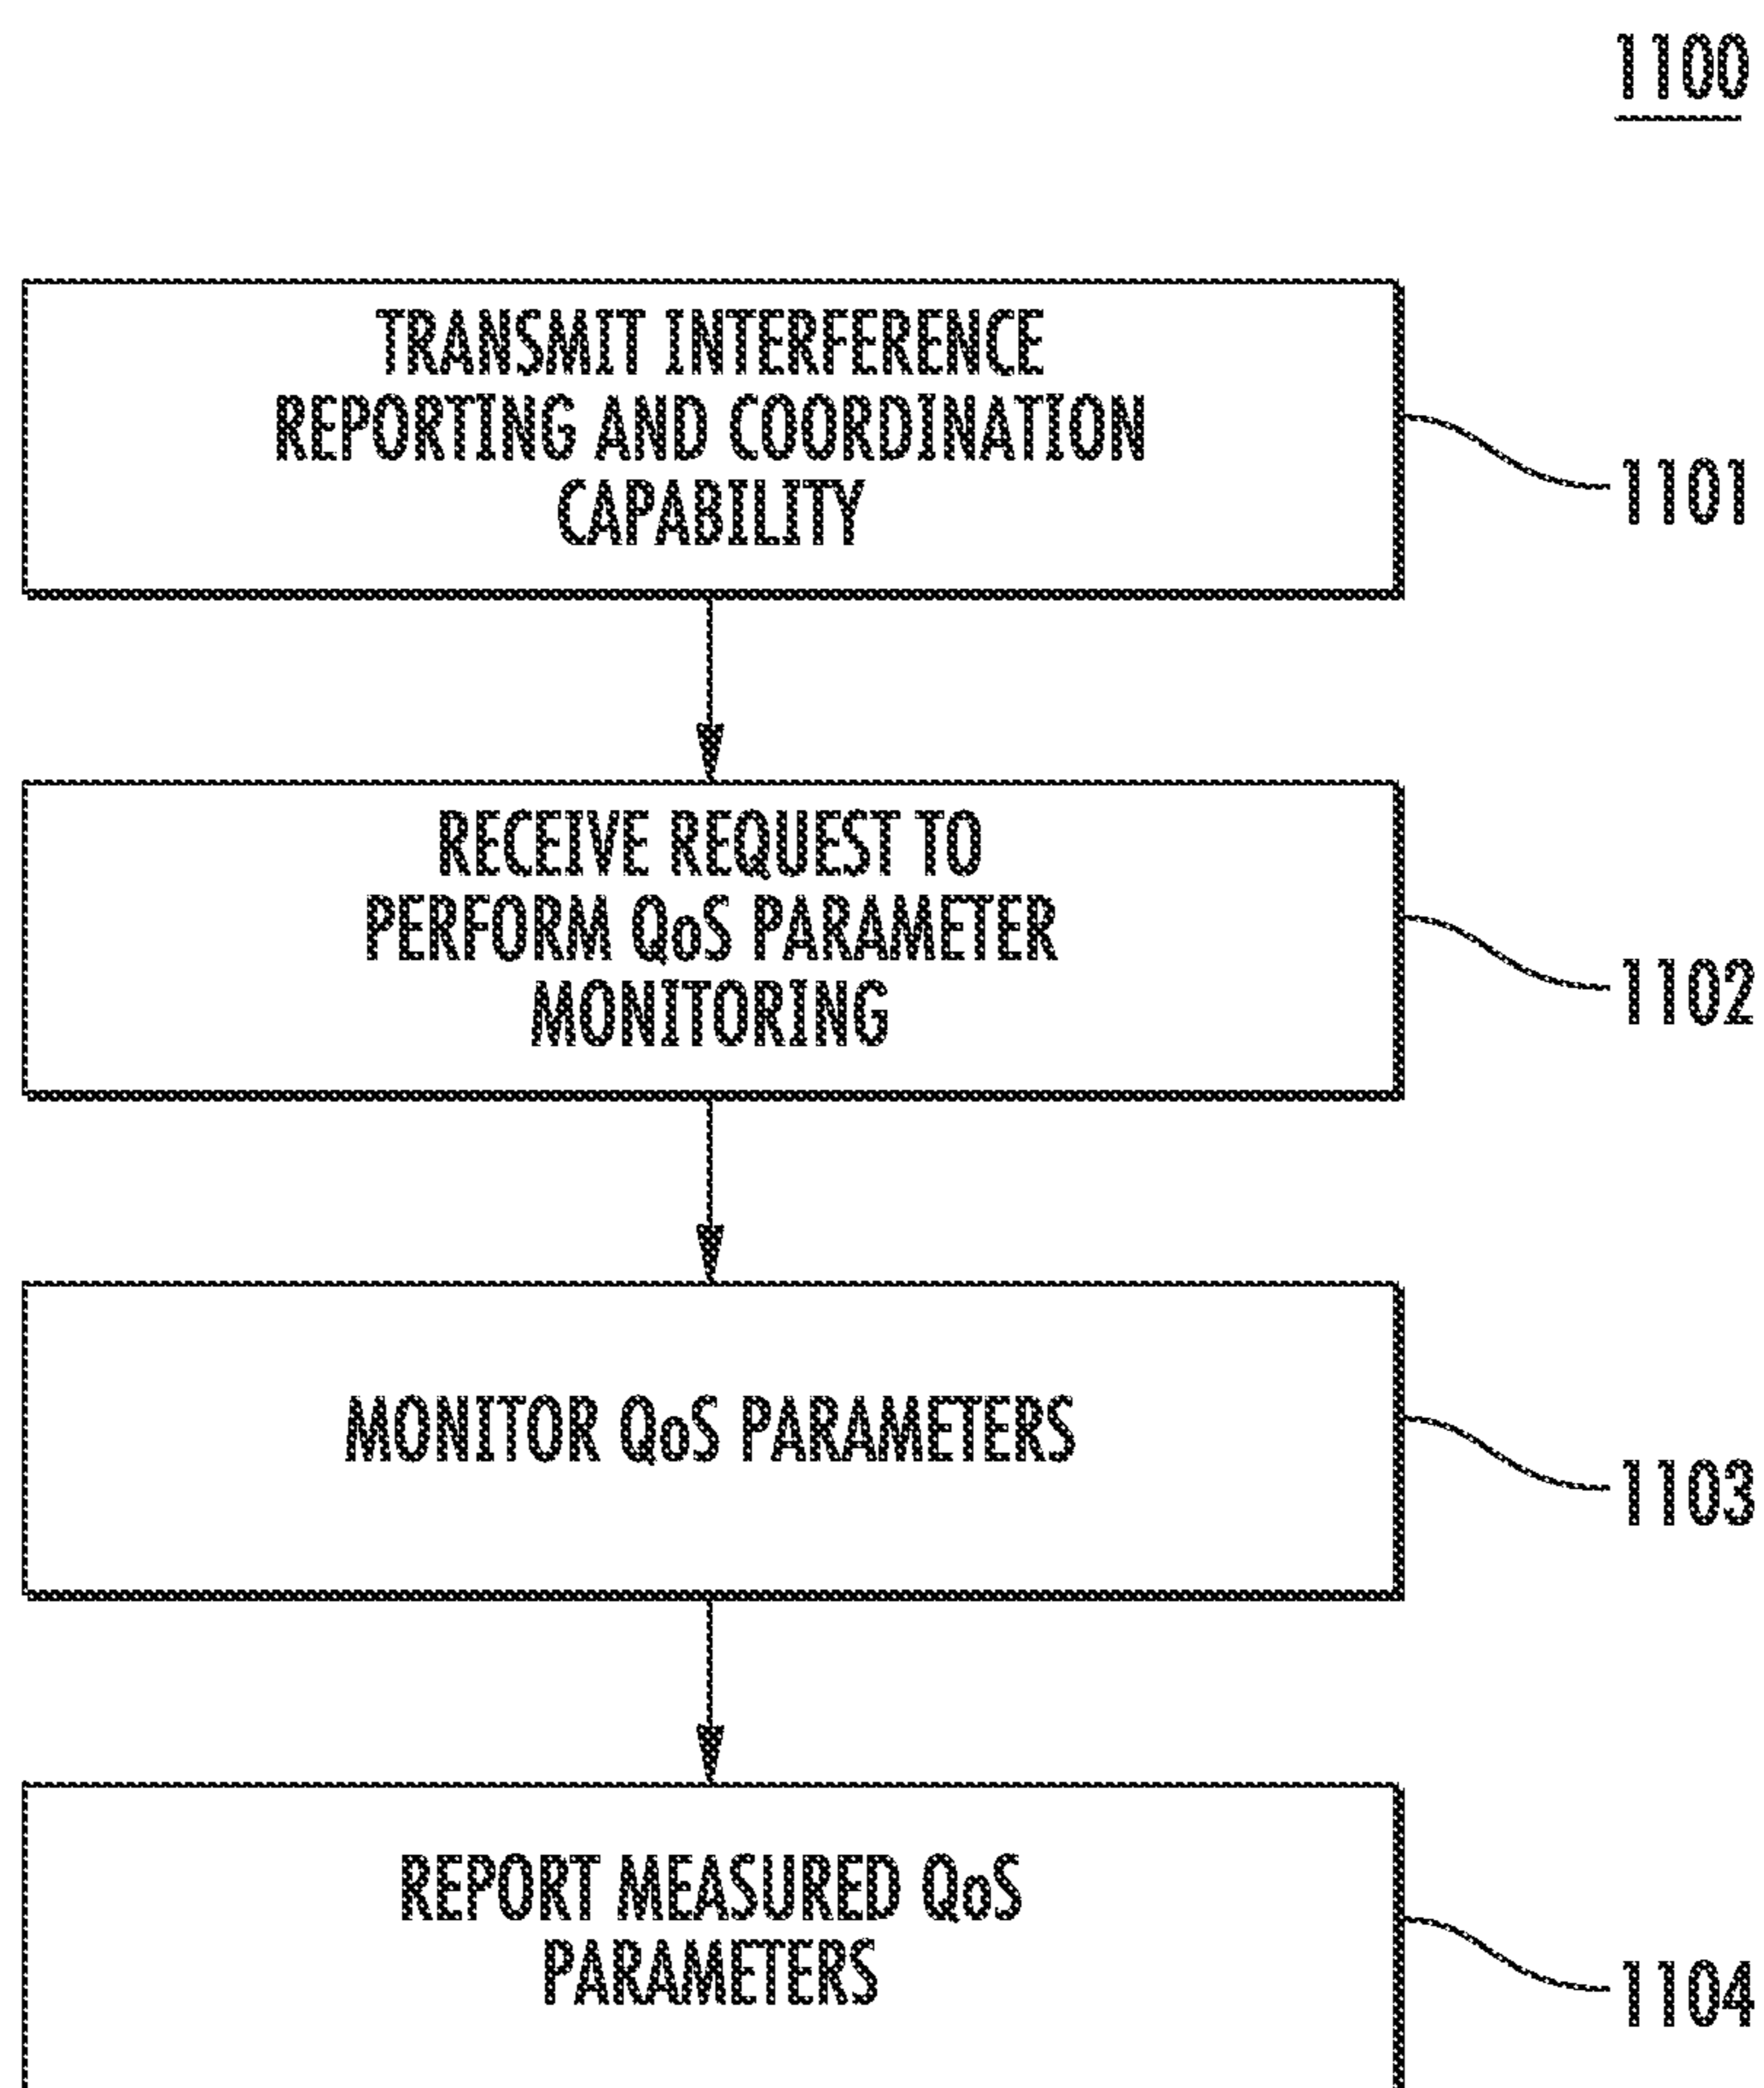 1100
TRANSMIT INTERFERENCE
REPORTING AND COORDINATION
CAPABILITY
1101
RECEIVE REQUEST TO
PERFORM QoS PARAMETER
MONITORING
1102
MONITOR QoS PARAMETERS
1103
REPORT MEASURED QoS
PARAMETERS
1104